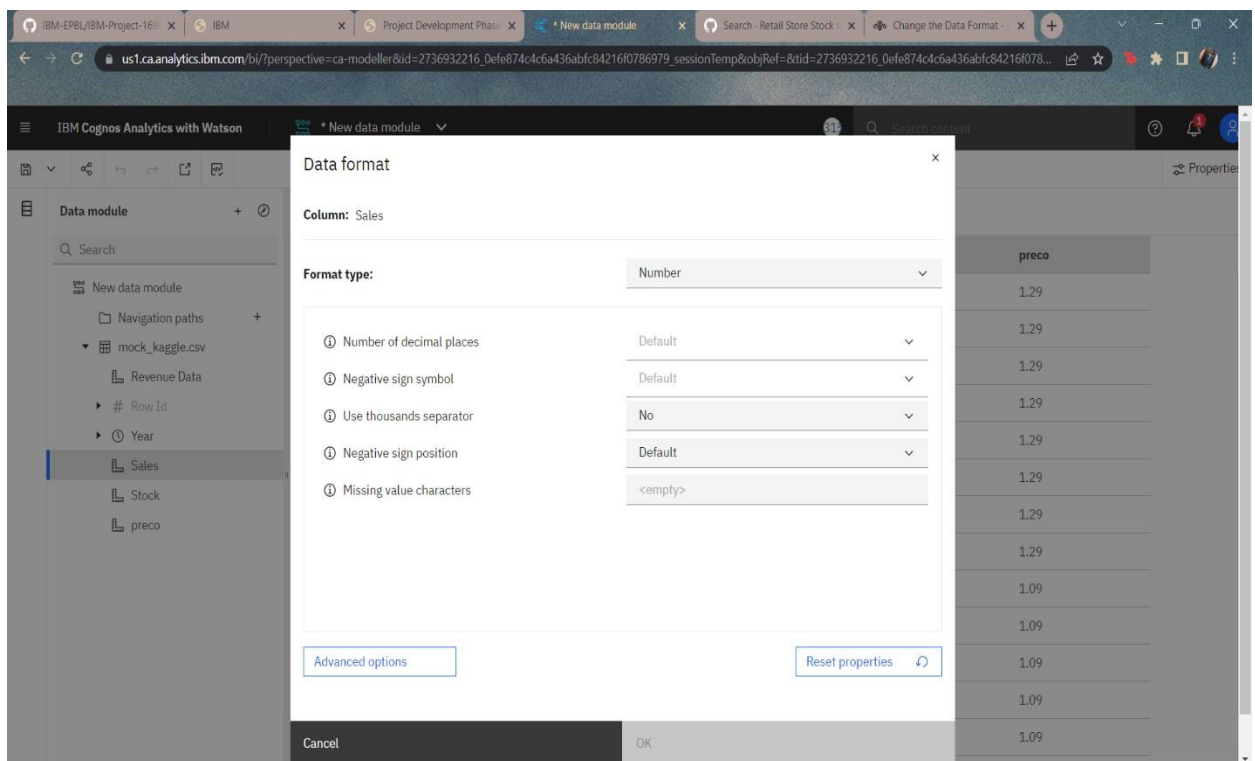 IBM-EPBL/IBM-Project-169 IBM Project Development Phase * New data module Search · Retail Store Stock I Change the Data Format - I
us1.ca.analytics.ibm.com/bi/?perspective=ca-modeller&id=2736932216_0efe874c4c6a436abfc84216f0786979_sessionTemp&objRef=&tid=2736932216_0efe874c4c6a436abfc84216f078...
IBM Cognos Analytics with Watson * New data module Search content 1
Properties
Data module
Search
New data module
Navigation paths
mock_kaggle.csv
Revenue Data
# Row Id
Year
Sales
Stock
preco
Data format
Column: Sales
Format type: Number
Number of decimal places Default
Negative sign symbol Default
Use thousands separator No
Negative sign position Default
Missing value characters <empty>
Advanced options Reset properties
Cancel OK
preco
1.29
1.29
1.29
1.29
1.29
1.29
1.29
1.29
1.09
1.09
1.09
1.09
1.09